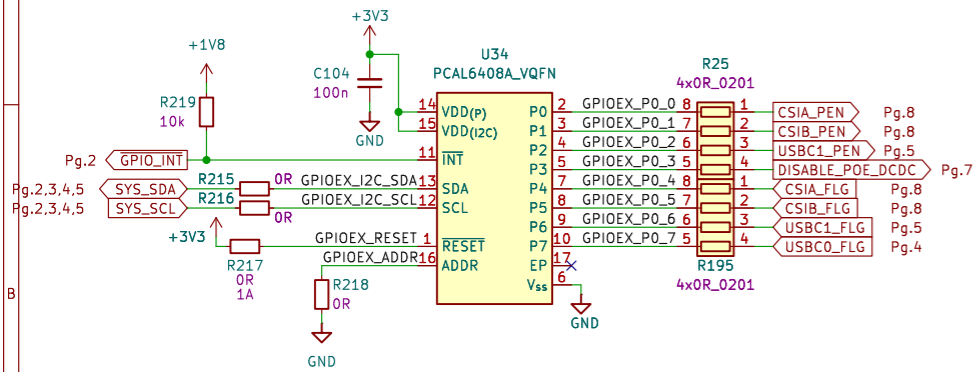 +3V3
+1V8
U34
PCAL6408A_VQFN
R25
4x0R_0201
C104
100n
R219
10k
GND
14 VDD(P)
15 VDD(I2C)
11 INT
13 SDA
12 SCL
1 RESET
16 ADDR
P0 2 GPIOEX_P0_0 8 1 CSIA_PEN Pg.8
P1 3 GPIOEX_P0_1 7 2 CSIB_PEN Pg.8
P2 4 GPIOEX_P0_2 6 3 USBC1_PEN Pg.5
P3 5 GPIOEX_P0_3 5 4 DISABLE_POE_DCDC Pg.7
P4 7 GPIOEX_P0_4 8 1 CSIA_FLG Pg.8
P5 8 GPIOEX_P0_5 7 2 CSIB_FLG Pg.8
P6 9 GPIOEX_P0_6 6 3 USBC1_FLG Pg.5
P7 10 GPIOEX_P0_7 5 4 USBC0_FLG Pg.4
EP 17
Vss 6
GND
R195
4x0R_0201
Pg.2 GPIO_INT
Pg.2,3,4,5 SYS_SDA R215 0R GPIOEX_I2C_SDA
Pg.2,3,4,5 SYS_SCL R216 0R GPIOEX_I2C_SCL
+3V3
GPIOEX_RESET
R217
0R
1A
GPIOEX_ADDR
R218
0R
GND
B